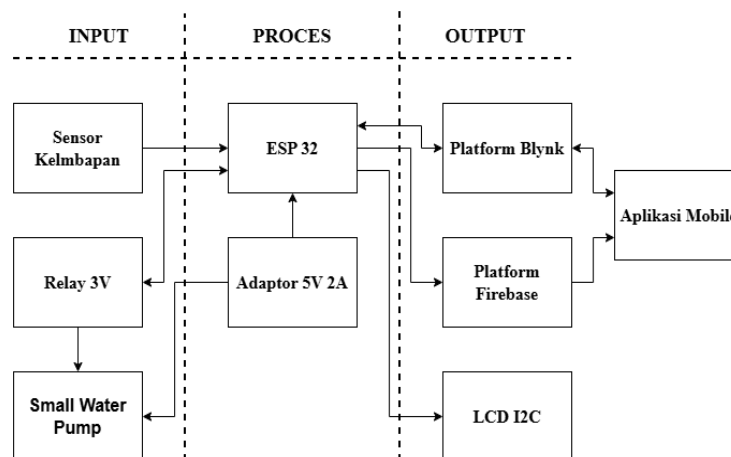 INPUT
PROCES
OUTPUT
Sensor
Kelmbapan
ESP 32
Platform Blynk
Aplikasi Mobile
Relay 3V
Adaptor 5V 2A
Platform
Firebase
Small Water
Pump
LCD I2C